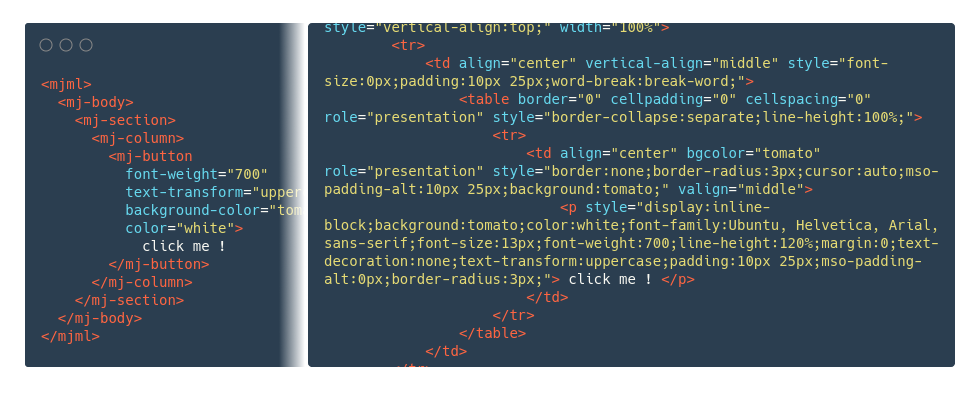 <mjml>
<mj-body>
<mj-section>
<mj-column>
<mj-button
font-weight="700"
text-transform="upper
background-color="tom
color="white">
click me !
</mj-button>
</mj-column>
</mj-section>
</mj-body>
</mjml>
style="vertical-align:top;" width="100%">
<tr>
<td align="center" vertical-align="middle" style="font-
size:0px;padding:10px 25px;word-break:break-word;">
<table border="0" cellpadding="0" cellspacing="0"
role="presentation" style="border-collapse:separate;line-height:100%;">
<tr>
<td align="center" bgcolor="tomato"
role="presentation" style="border:none;border-radius:3px;cursor:auto;mso-
padding-alt:10px 25px;background:tomato;" valign="middle">
<p style="display:inline-
block;background:tomato;color:white;font-family:Ubuntu, Helvetica, Arial,
sans-serif;font-size:13px;font-weight:700;line-height:120%;margin:0;text-
decoration:none;text-transform:uppercase;padding:10px 25px;mso-padding-
alt:0px;border-radius:3px;"> click me ! </p>
</td>
</tr>
</table>
</td>